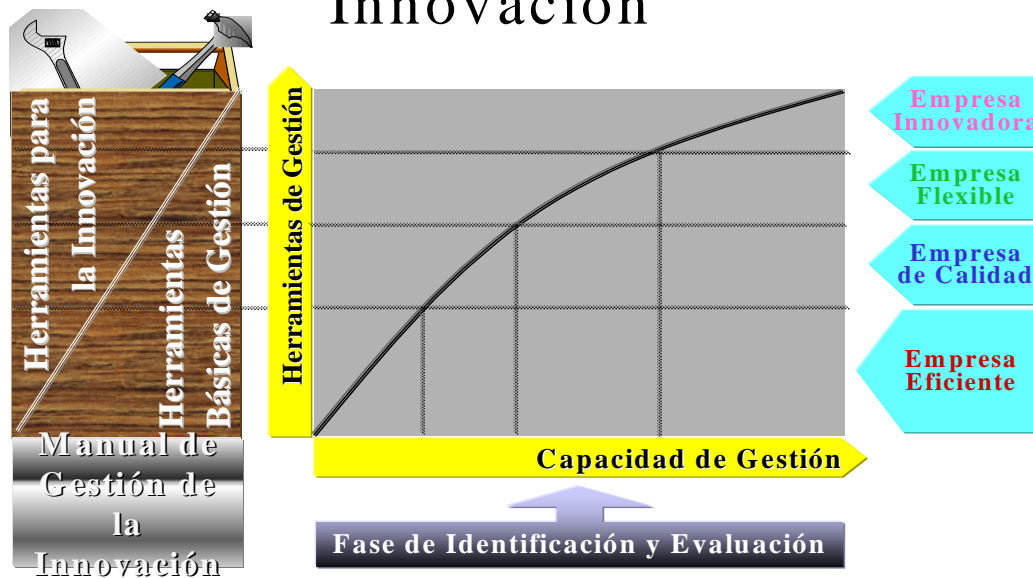 Innovación
Herramientas para
la Innovación
Herramientas
Básicas de Gestión
Manual de
Gestión de
la
Innovación
Herramientas de Gestión
Empresa
Innovadora
Empresa
Flexible
Empresa
de Calidad
Empresa
Eficiente
Capacidad de Gestión
Fase de Identificación y Evaluación